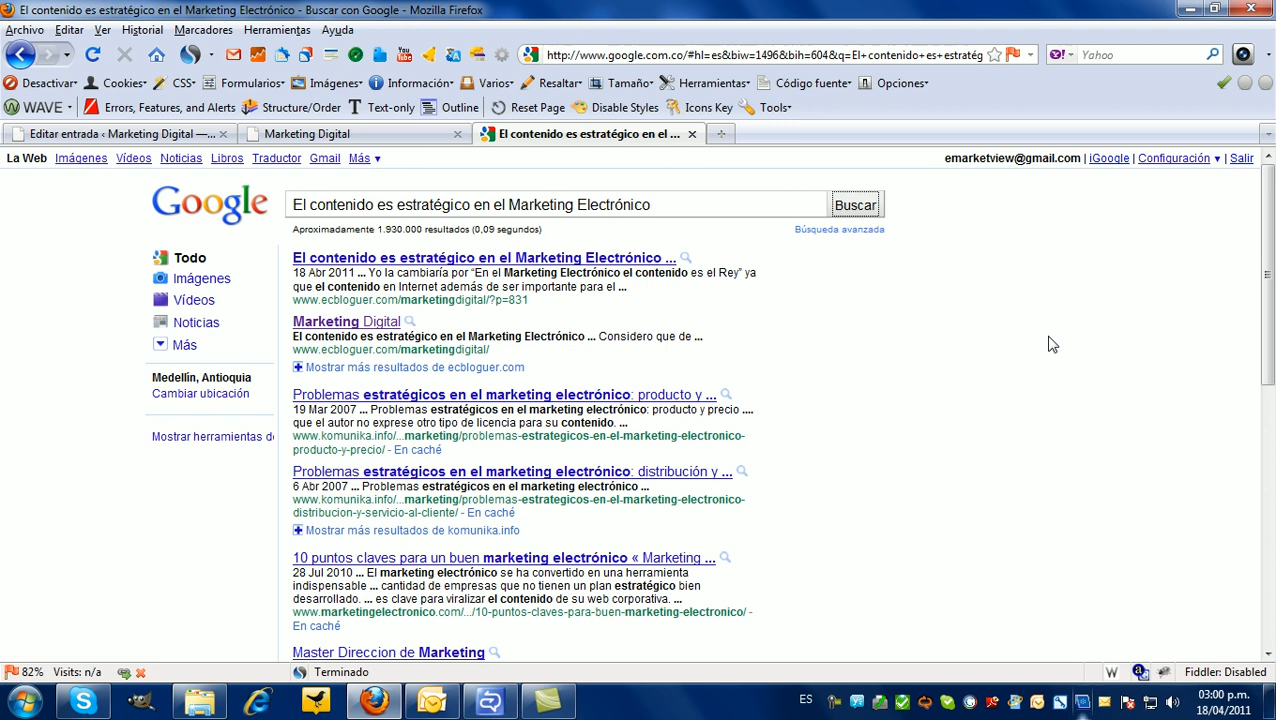 El contenido es estratégico en el Marketing Electrónico - Buscar con Google - Mozilla Firefox
Archivo Editar Ver Historial Marcadores Herramientas Ayuda
http://www.google.com.co/#hl=es&biw=1496&bih=604&q=El+contenido+es+estratég Yahoo
Desactivar Cookies CSS Formularios Imágenes Información Varios Resaltar Tamaño Herramientas Código fuente Opciones
WAVE Errors, Features, and Alerts Structure/Order Text-only Outline Reset Page Disable Styles Icons Key Tools
Editar entrada ‹ Marketing Digital —... Marketing Digital El contenido es estratégico en el ...
La Web Imágenes Vídeos Noticias Libros Traductor Gmail Más emarketview@gmail.com | iGoogle | Configuración | Salir
Google El contenido es estratégico en el Marketing Electrónico Buscar
Aproximadamente 1.930.000 resultados (0,09 segundos) Búsqueda avanzada
Todo
Imágenes
Vídeos
Noticias
Más
Medellín, Antioquia
Cambiar ubicación
Mostrar herramientas de
El contenido es estratégico en el Marketing Electrónico ...
18 Abr 2011 ... Yo la cambiaría por “En el Marketing Electrónico el contenido es el Rey” ya
que el contenido en Internet además de ser importante para el ...
www.ecbloguer.com/marketingdigital/?p=831
Marketing Digital
El contenido es estratégico en el Marketing Electrónico ... Considero que de ...
www.ecbloguer.com/marketingdigital/
Mostrar más resultados de ecbloguer.com
Problemas estratégicos en el marketing electrónico: producto y ...
19 Mar 2007 ... Problemas estratégicos en el marketing electrónico: producto y precio ....
que el autor no exprese otro tipo de licencia para su contenido. ...
www.komunika.info/...marketing/problemas-estrategicos-en-el-marketing-electronico-
producto-y-precio/ - En caché
Problemas estratégicos en el marketing electrónico: distribución y ...
6 Abr 2007 ... Problemas estratégicos en el marketing electrónico ...
www.komunika.info/...marketing/problemas-estrategicos-en-el-marketing-electronico-
distribucion-y-servicio-al-cliente/ - En caché
Mostrar más resultados de komunika.info
10 puntos claves para un buen marketing electrónico « Marketing ...
28 Jul 2010 ... El marketing electrónico se ha convertido en una herramienta
indispensable ... cantidad de empresas que no tienen un plan estratégico bien
desarrollado. ... es clave para viralizar el contenido de su web corporativa. ...
www.marketingelectronico.com/.../10-puntos-claves-para-buen-marketing-electronico/ -
En caché
Master Direccion de Marketing
82% Visits: n/a Terminado Fiddler: Disabled
ES 03:00 p.m.
18/04/2011